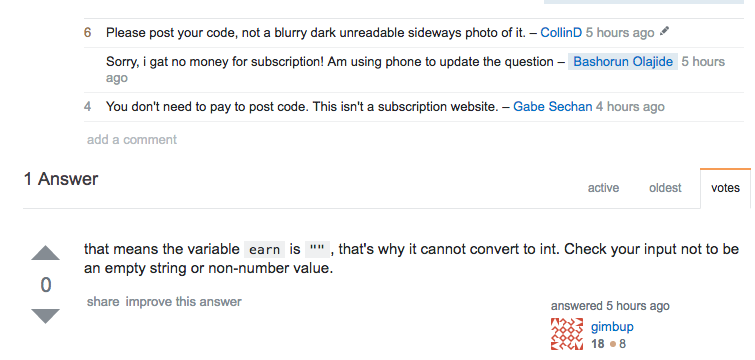 6 Please post your code, not a blurry dark unreadable sideways photo of it. – CollinD 5 hours ago
Sorry, i gat no money for subscription! Am using phone to update the question – Bashorun Olajide 5 hours
ago
4 You don't need to pay to post code. This isn't a subscription website. – Gabe Sechan 4 hours ago
add a comment
1 Answer
active oldest votes
that means the variable earn is "", that's why it cannot convert to int. Check your input not to be
0
an empty string or non-number value.
share improve this answer
answered 5 hours ago
gimbup
18 ●8